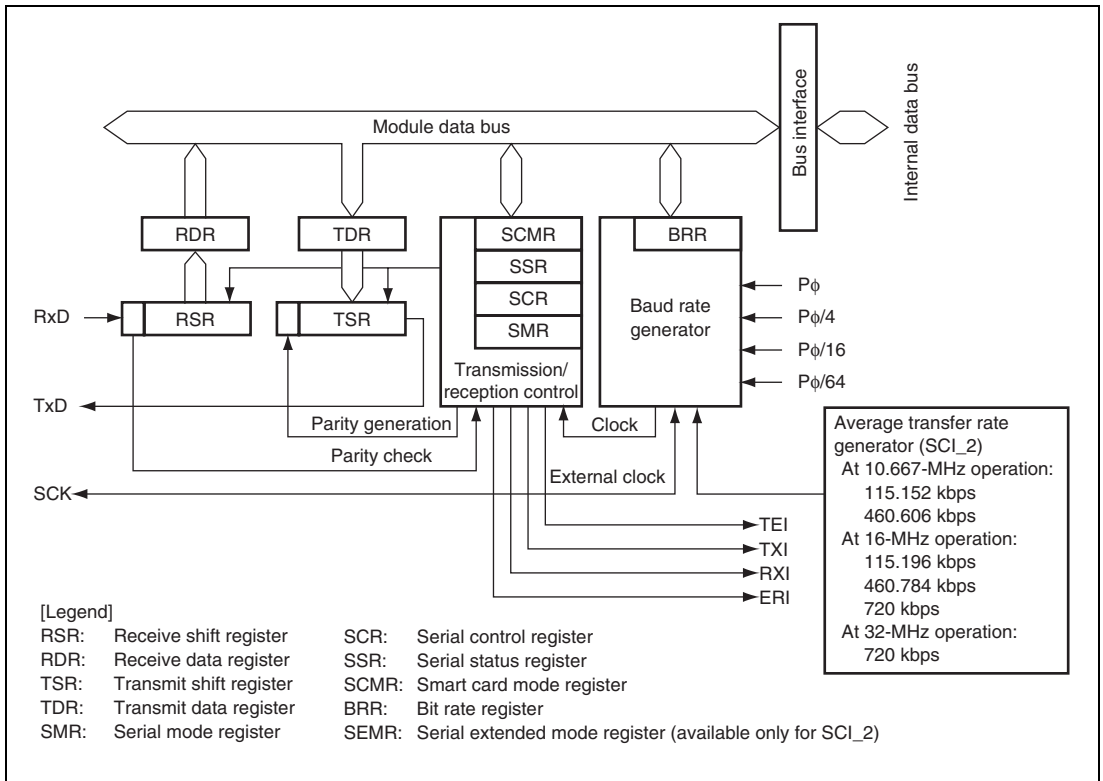 Module data bus
Bus interface
Internal data bus
RDR
TDR
SCMR
BRR
SSR
SCR
SMR
RxD
RSR
TSR
Baud rate
generator
Pϕ
Pϕ/4
Pϕ/16
Pϕ/64
Transmission/
reception control
TxD
Parity generation
Clock
Parity check
SCK
External clock
Average transfer rate
generator (SCI_2)
At 10.667-MHz operation:
115.152 kbps
460.606 kbps
At 16-MHz operation:
115.196 kbps
460.784 kbps
720 kbps
At 32-MHz operation:
720 kbps
TEI
TXI
RXI
ERI
[Legend]
RSR: Receive shift register
RDR: Receive data register
TSR: Transmit shift register
TDR: Transmit data register
SMR: Serial mode register
SCR: Serial control register
SSR: Serial status register
SCMR: Smart card mode register
BRR: Bit rate register
SEMR: Serial extended mode register (available only for SCI_2)